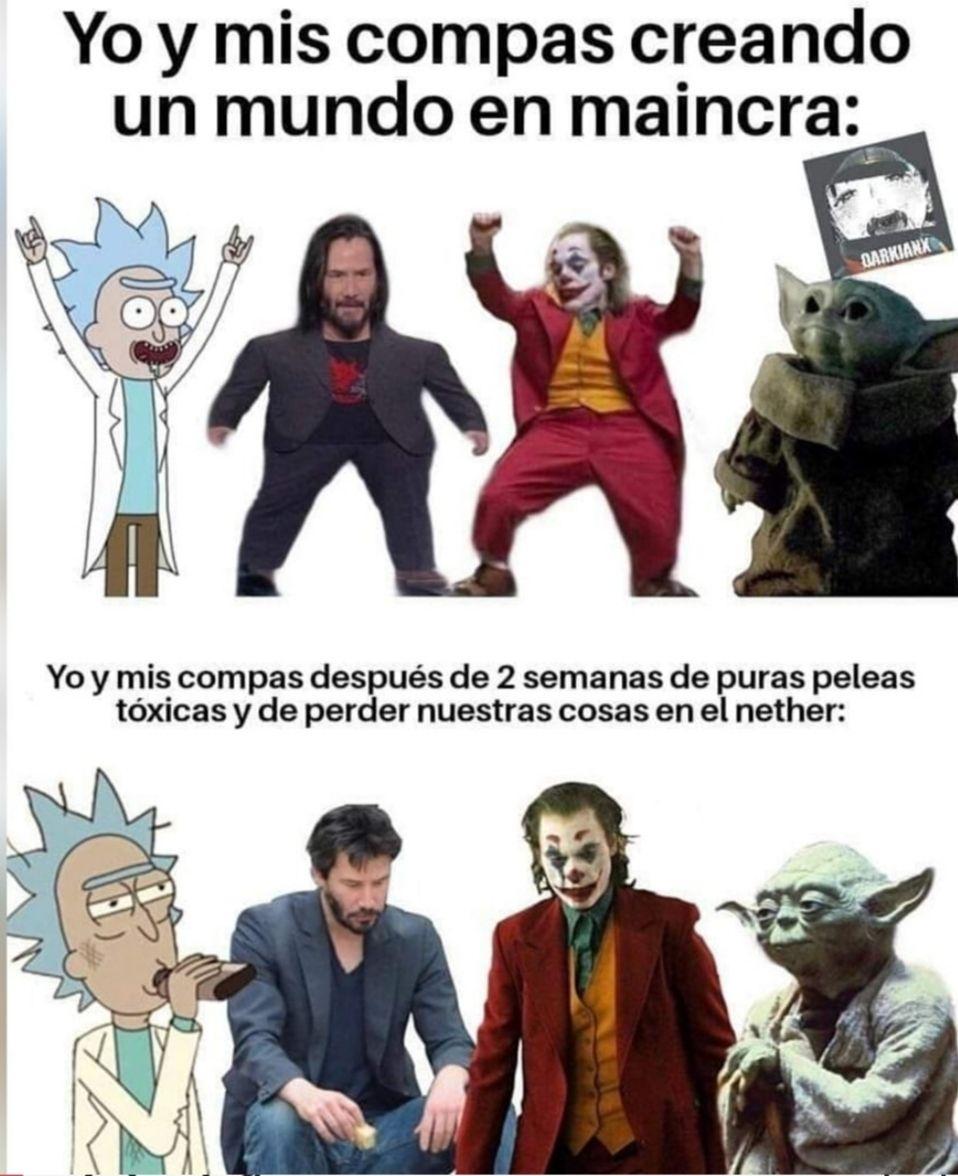 Yo y mis compas creando
un mundo en maincra:
DARKIANX
Yo y mis compas después de 2 semanas de puras peleas
tóxicas y de perder nuestras cosas en el nether: